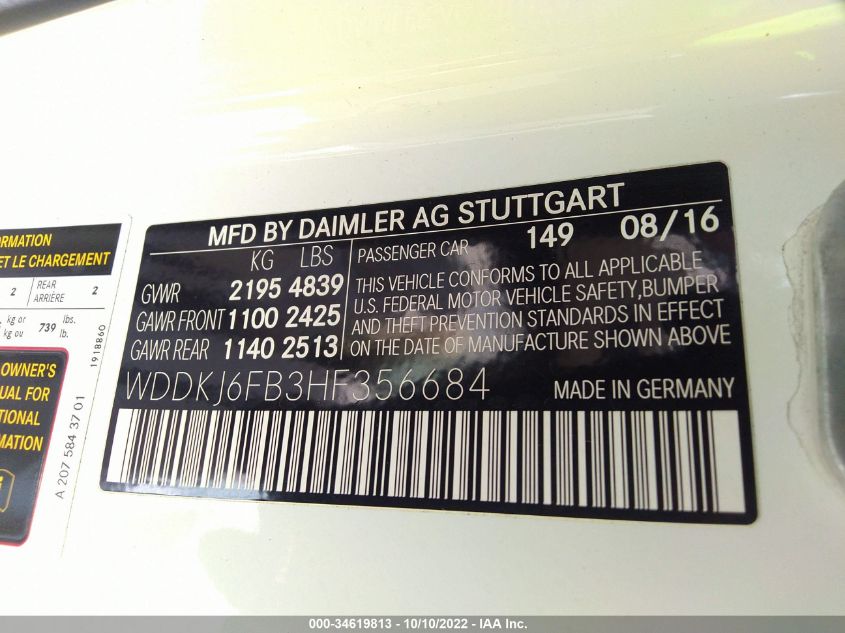 MFD BY DAIMLER AG STUTTGART
KG LBS PASSENGER CAR 149 08/16
GVWR 2195 4839
GAWR FRONT 1100 2425
GAWR REAR 1140 2513
THIS VEHICLE CONFORMS TO ALL APPLICABLE
U.S. FEDERAL MOTOR VEHICLE SAFETY, BUMPER
AND THEFT PREVENTION STANDARDS IN EFFECT
ON THE DATE OF MANUFACTURE SHOWN ABOVE
WDDKJ6FB3HF356684 MADE IN GERMANY
ORMATION
ET LE CHARGEMENT
2 REAR ARRIÈRE 2
kg or 739 lbs.
kg ou lb.
1918860
OWNER'S
UAL FOR
TIONAL
MATION
A 207 584 37 01
000-34619813 - 10/10/2022 - IAA Inc.